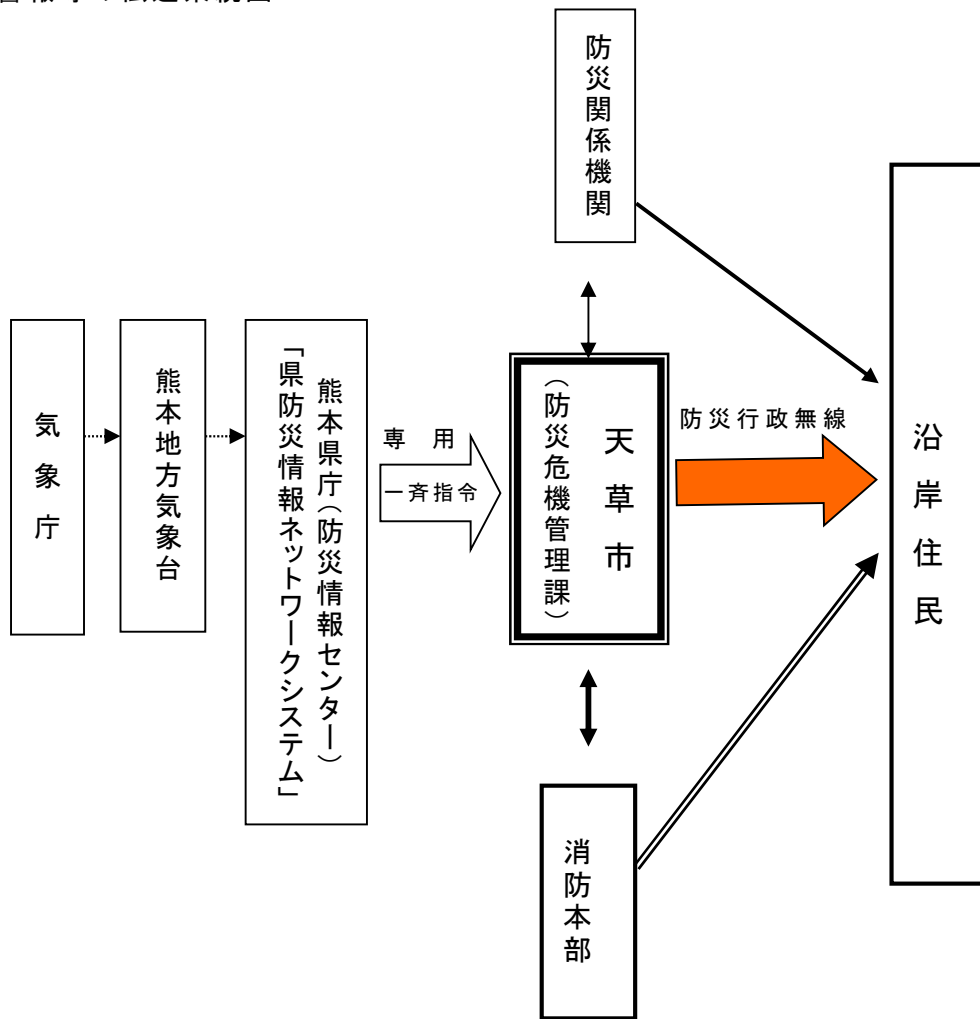 防災関係機関
気象庁
熊本地方気象台
熊本県庁（防災情報センター）
「県防災情報ネットワークシステム」
専　用
一斉指令
天草市
（防災危機管理課）
防災行政無線
沿岸住民
消防本部